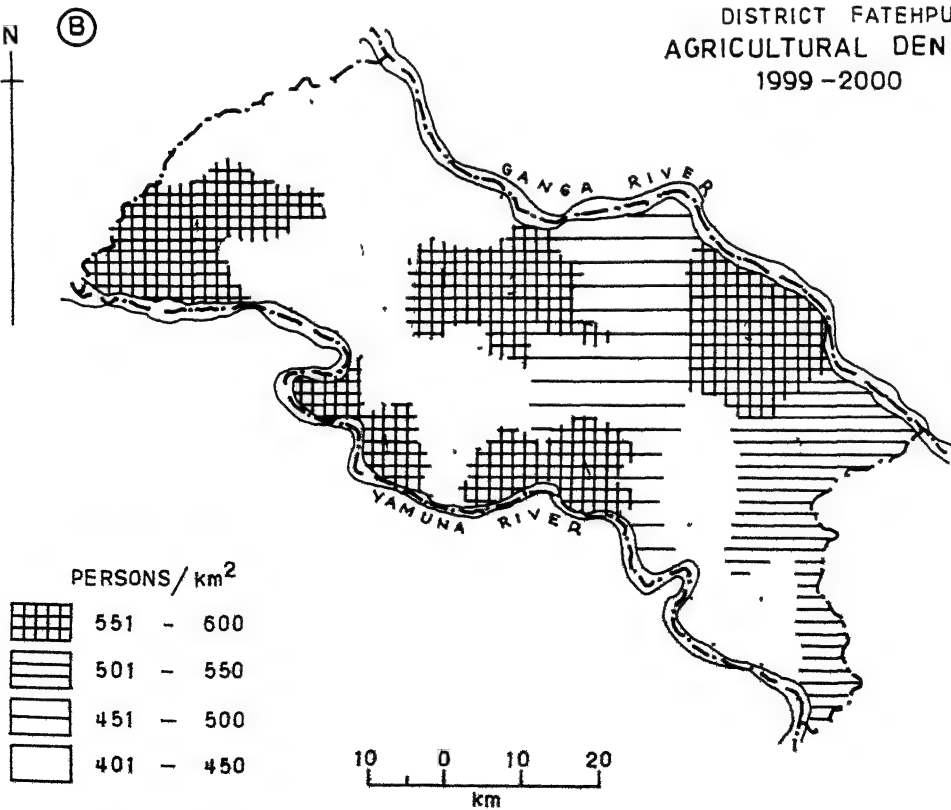 B
N
DISTRICT FATEHPU
AGRICULTURAL DEN
1999-2000
GANGA RIVER
YAMUNA RIVER
PERSONS/km²
551 - 600
501 - 550
451 - 500
401 - 450
10 0 10 20
km